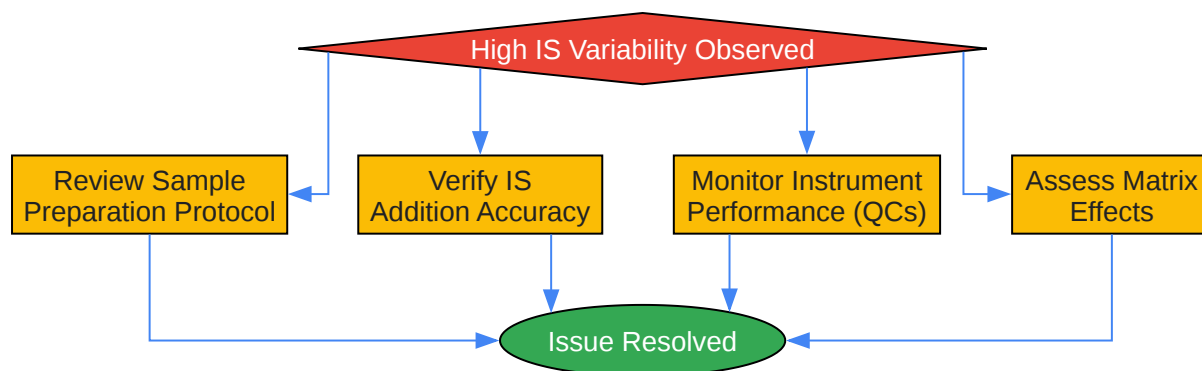 High IS Variability Observed
Review Sample
Preparation Protocol
Verify IS
Addition Accuracy
Monitor Instrument
Performance (QCs)
Assess Matrix
Effects
Issue Resolved